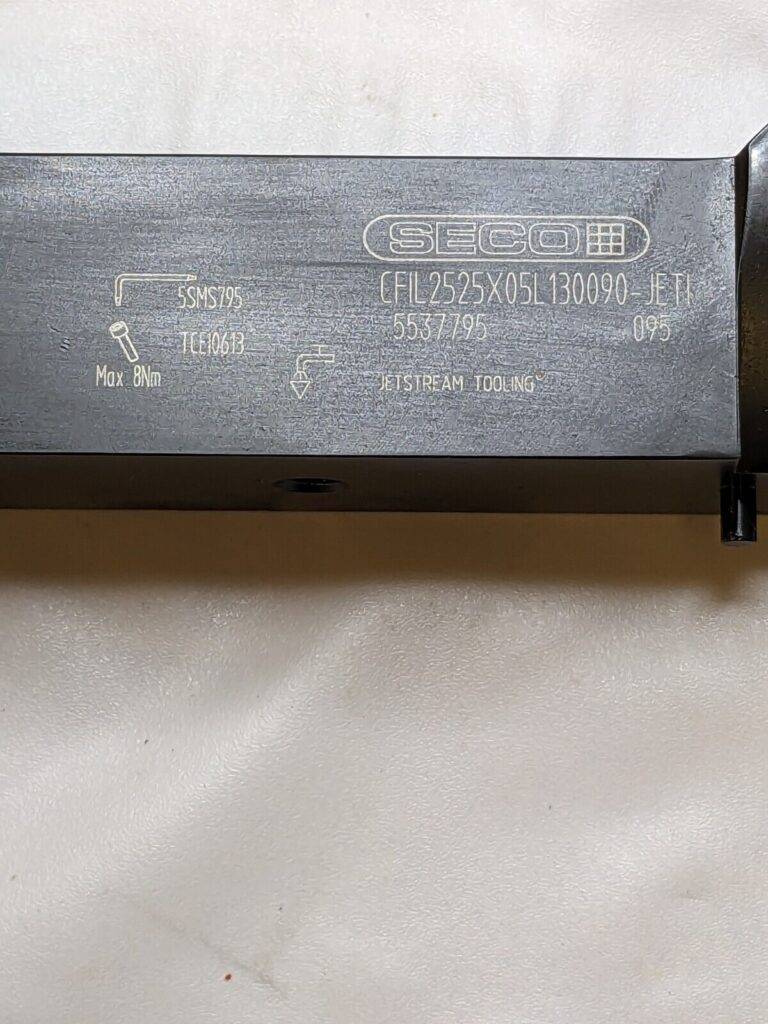 SECO
CFIL2525X05L130090-JETI
5537795 095
JETSTREAM TOOLING®
5SMS795
TCEI0613
Max 8Nm